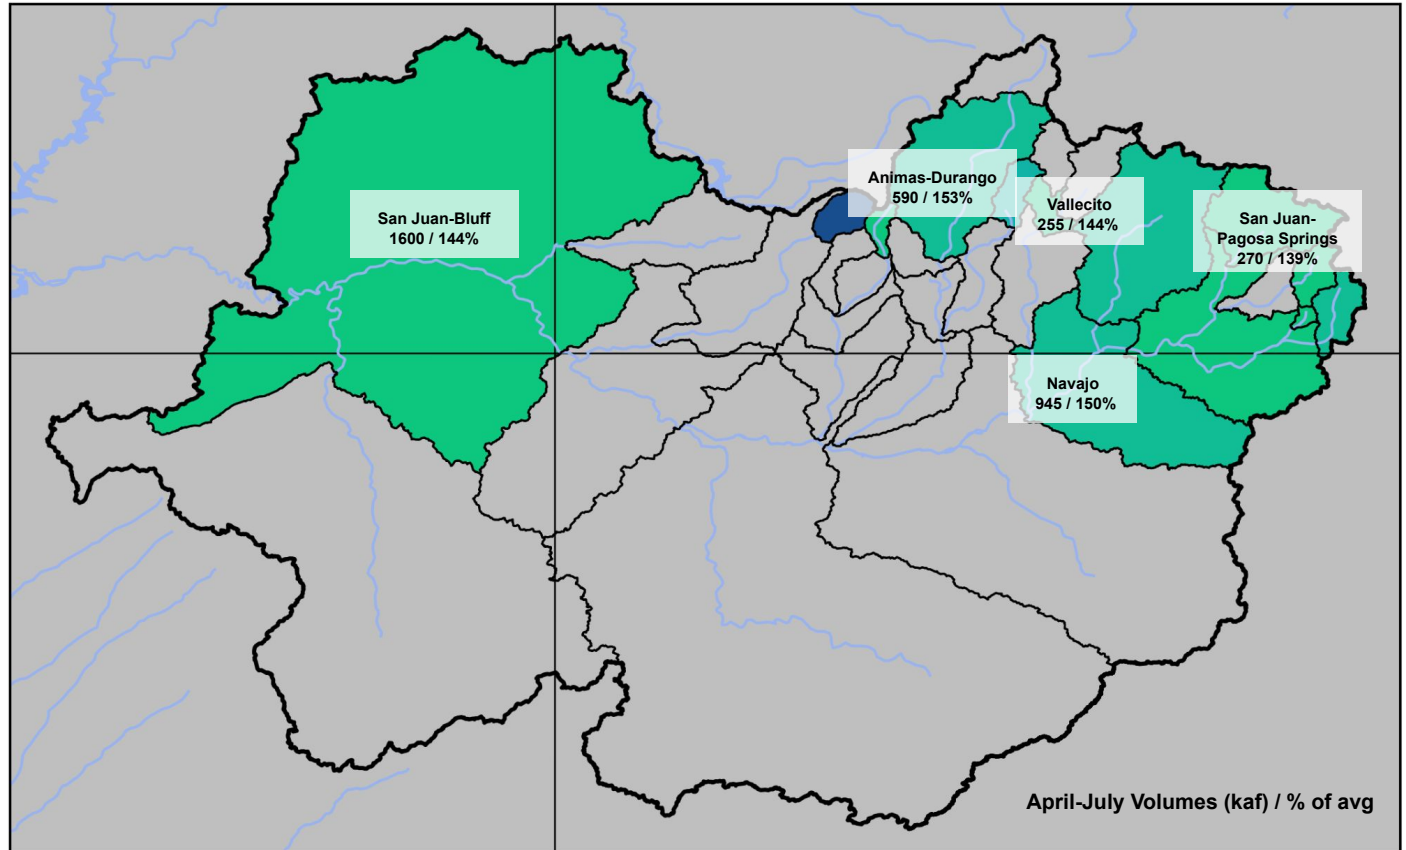 San Juan-Bluff
1600 / 144%
Animas-Durango
590 / 153%
Vallecito
255 / 144%
San Juan-
Pagosa Springs
270 / 139%
Navajo
945 / 150%
April-July Volumes (kaf) / % of avg